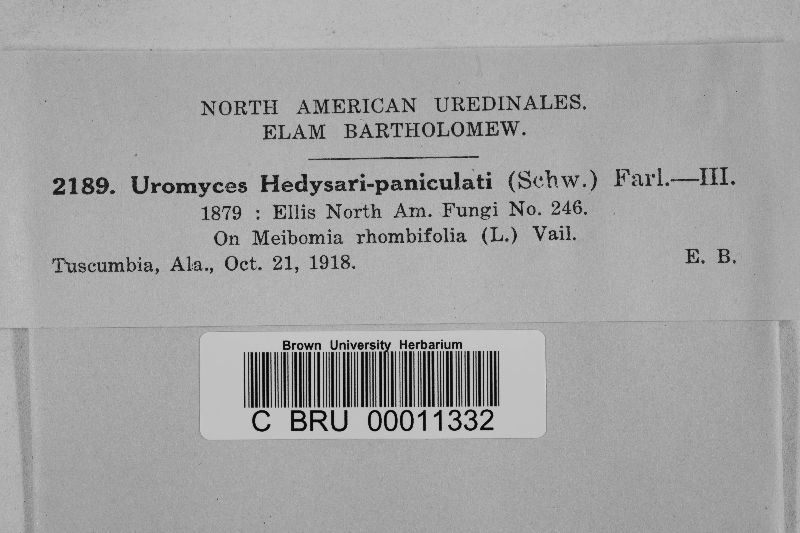 NORTH AMERICAN UREDINALES.
ELAM BARTHOLOMEW.
2189. Uromyces Hedysari-paniculati (Schw.) Farl.—III.
1879 : Ellis North Am. Fungi No. 246.
On Meibomia rhombifolia (L.) Vail.
Tuscumbia, Ala., Oct. 21, 1918. E. B.
Brown University Herbarium
C BRU 00011332